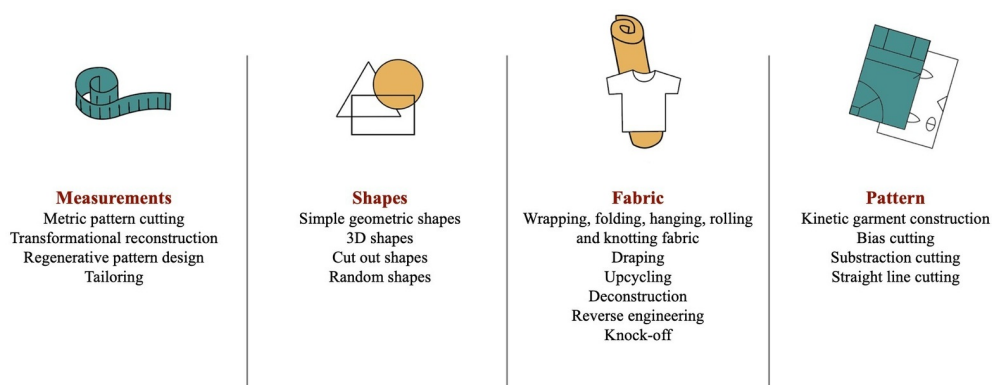 Measurements
Metric pattern cutting
Transformational reconstruction
Regenerative pattern design
Tailoring
Shapes
Simple geometric shapes
3D shapes
Cut out shapes
Random shapes
Fabric
Wrapping, folding, hanging, rolling
and knotting fabric
Draping
Upcycling
Deconstruction
Reverse engineering
Knock-off
Pattern
Kinetic garment construction
Bias cutting
Substraction cutting
Straight line cutting